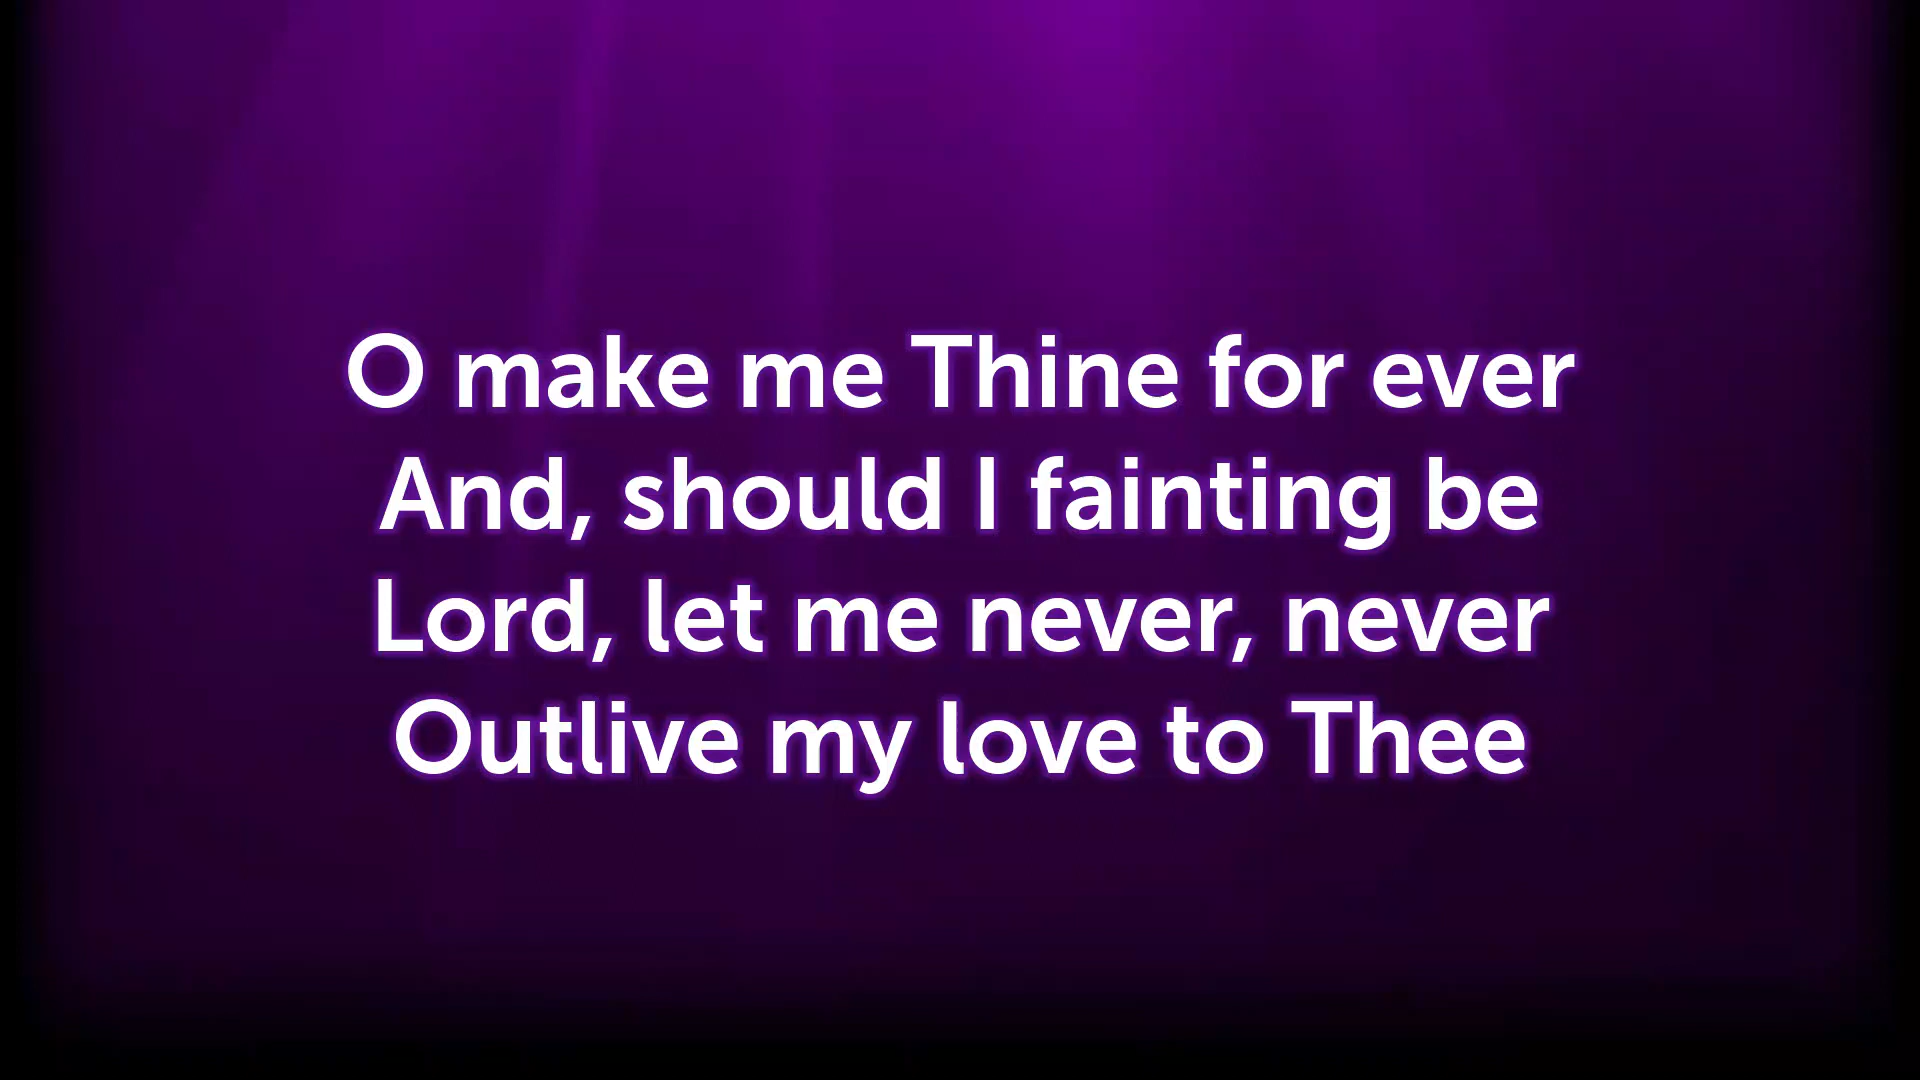 O make me Thine for ever
And, should I fainting be
Lord, let me never, never
Outlive my love to Thee